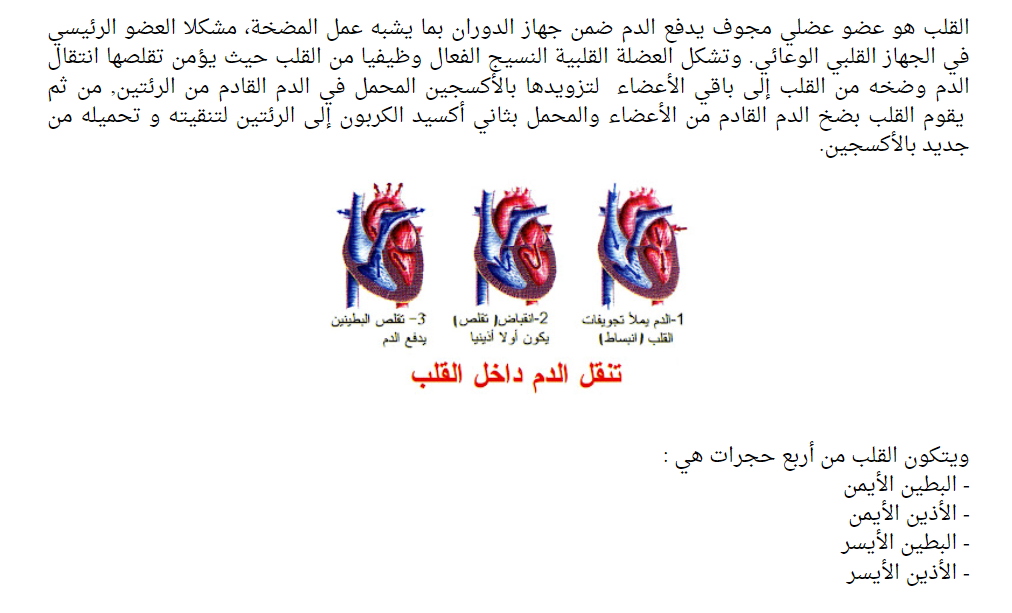 القلب هو عضو عضلي مجوف يدفع الدم ضمن جهاز الدوران بما يشبه عمل المضخة، مشكلا العضو الرئيسي
في الجهاز القلبي الوعائي. وتشكل العضلة القلبية النسيج الفعال وظيفيا من القلب حيث يؤمن تقلصها انتقال
الدم وضخه من القلب إلى باقي الأعضاء لتزويدها بالأكسجين المحمل في الدم القادم من الرئتين, من ثم
يقوم القلب بضخ الدم القادم من الأعضاء والمحمل بثاني أكسيد الكربون إلى الرئتين لتنقيته و تحميله من
جديد بالأكسجين.
1-الدم يملأ تجويفات
القلب (انبساط)
2-انقباض( تقلص)
يكون أولا أذينيا
3- تقلص البطينين
يدفع الدم
تنقل الدم داخل القلب
ويتكون القلب من أربع حجرات هي :
- البطين الأيمن
- الأذين الأيمن
- البطين الأيسر
- الأذين الأيسر